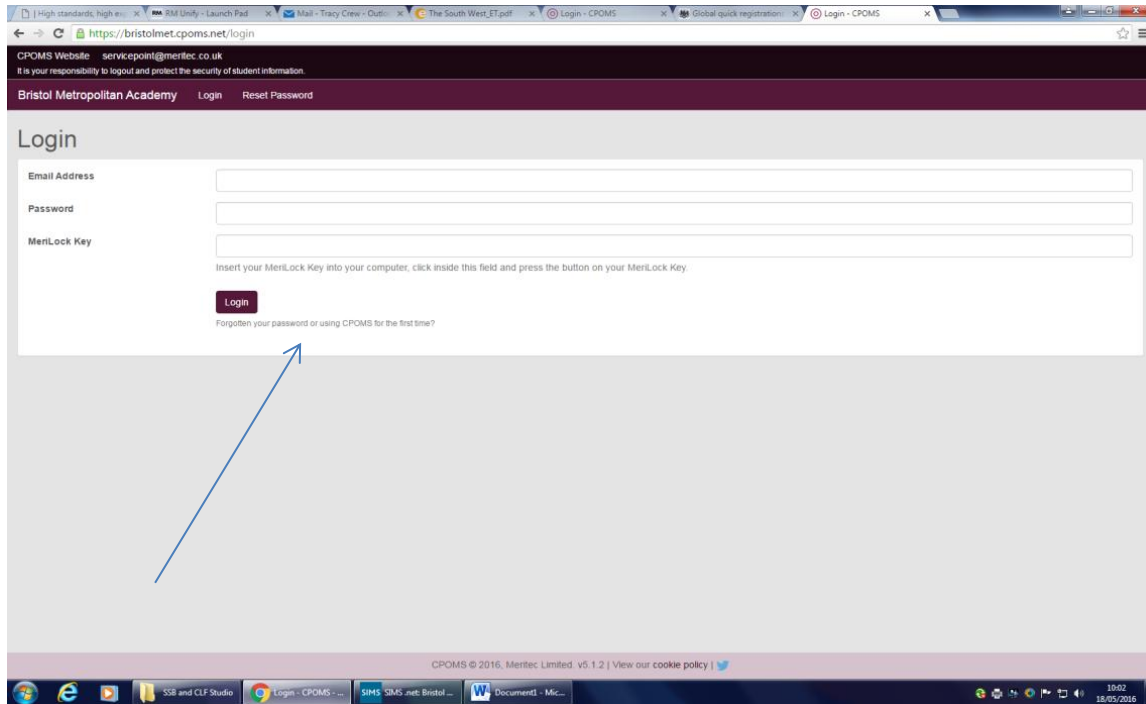 | High standards, high ex
RM Unify - Launch Pad
Mail - Tracy Crew - Outlo
The South West_ET.pdf
Login - CPOMS
Global quick registration:
Login - CPOMS
https://bristolmet.cpoms.net/login
CPOMS Website servicepoint@meritec.co.uk
It is your responsibility to logout and protect the security of student information.
Bristol Metropolitan Academy Login Reset Password
Login
Email Address
Password
MeriLock Key
Insert your MeriLock Key into your computer, click inside this field and press the button on your MeriLock Key.
Login
Forgotten your password or using CPOMS for the first time?
CPOMS © 2016, Meritec Limited. v5.1.2 | View our cookie policy |
SSB and CLF Studio
Login - CPOMS - ...
SIMS SIMS .net: Bristol ...
Document1 - Mic...
10:02
18/05/2016